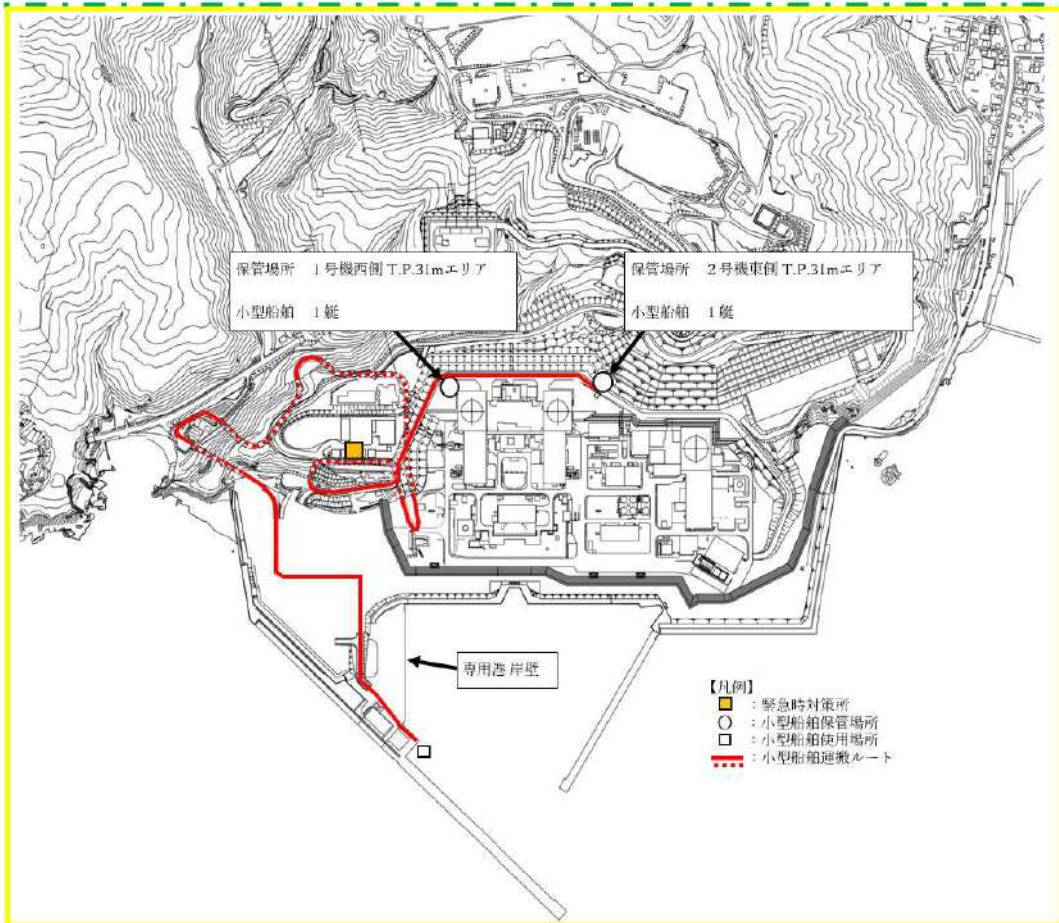 保管場所 1号機西側 T.P.31mエリア
小型船舶 1艇
保管場所 2号機東側 T.P.31mエリア
小型船舶 1艇
専用港岸壁
【凡例】
:緊急時対策所
:小型船舶保管場所
:小型船舶使用場所
:小型船舶運搬ルート